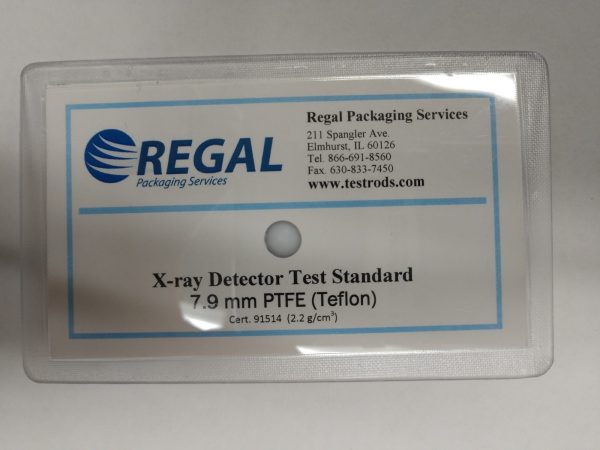 REGAL
Packaging Services
Regal Packaging Services
211 Spangler Ave.
Elmhurst, IL 60126
Tel. 866-691-8560
Fax. 630-833-7450
www.testrods.com
X-ray Detector Test Standard
7.9 mm PTFE (Teflon)
Cert. 91514 (2.2 g/cm³)